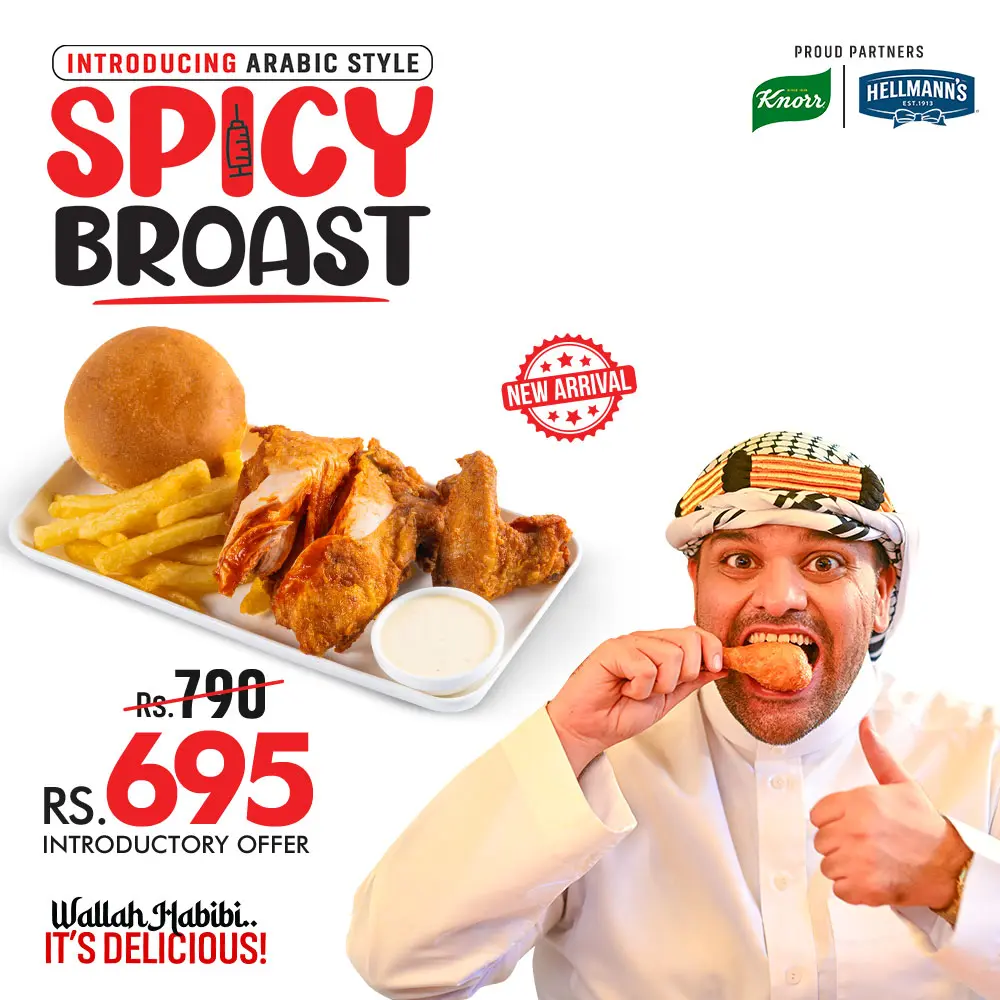 INTRODUCING ARABIC STYLE
SPICY
BROAST
PROUD PARTNERS
Knorr
HELLMANN'S
EST.1913
NEW ARRIVAL
Rs.790
RS.695
INTRODUCTORY OFFER
Wallah Habibi..
IT'S DELICIOUS!